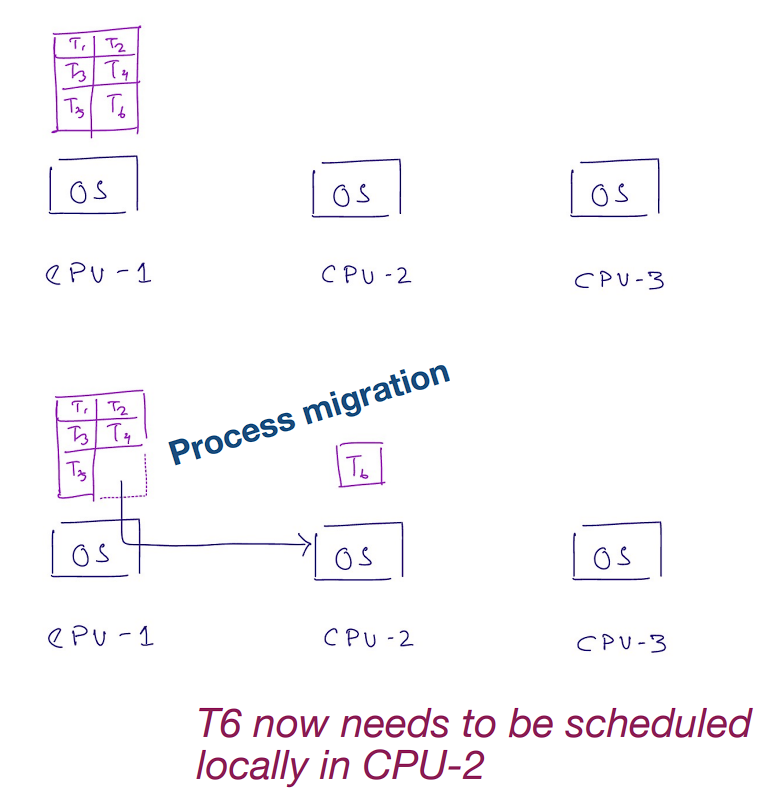 T1 T2
T3 T4
T5 T6
OS OS OS
CPU-1 CPU-2 CPU-3
Process migration
T1 T2
T3 T4
T5
T6
OS OS OS
CPU-1 CPU-2 CPU-3
T6 now needs to be scheduled
locally in CPU-2